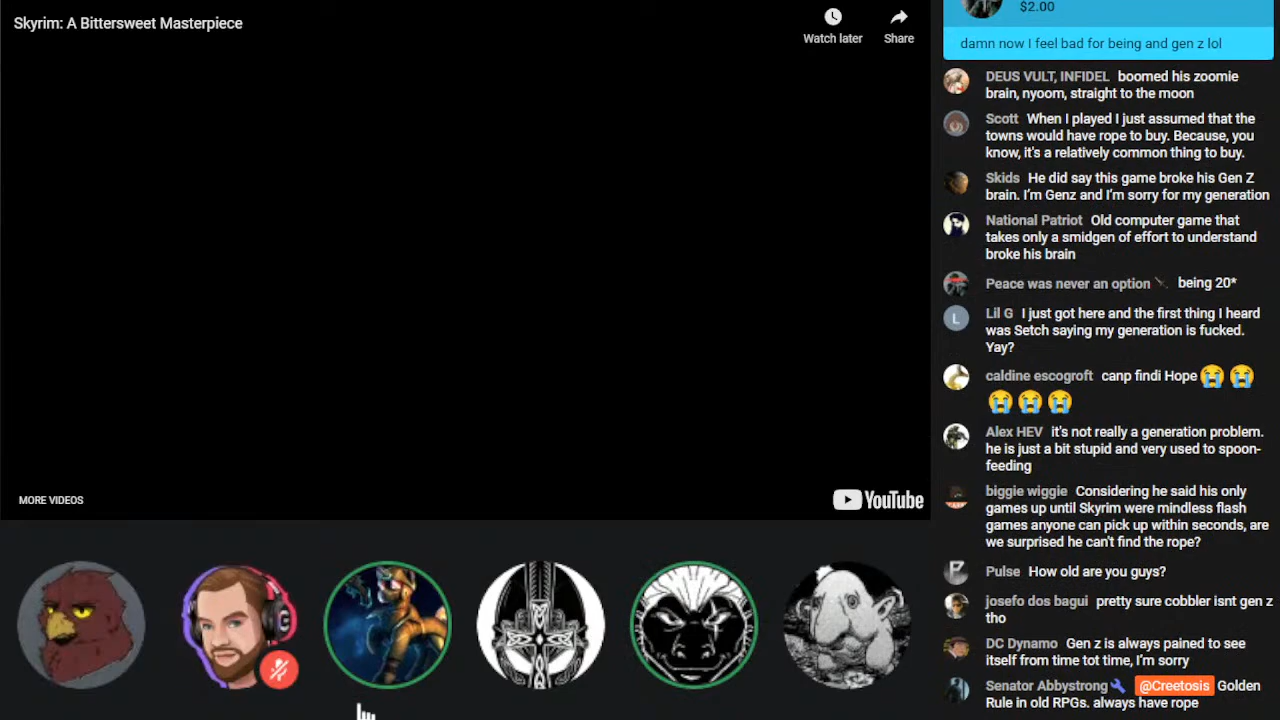 Skyrim: A Bittersweet Masterpiece
Watch later
Share
MORE VIDEOS
YouTube
$2.00
damn now I feel bad for being and gen z lol
DEUS VULT, INFIDEL boomed his zoomie
brain, nyoom, straight to the moon
Scott When I played I just assumed that the
towns would have rope to buy. Because, you
know, it's a relatively common thing to buy.
Skids He did say this game broke his Gen Z
brain. I'm Genz and I'm sorry for my generation
National Patriot Old computer game that
takes only a smidgen of effort to understand
broke his brain
Peace was never an option being 20*
L
Lil G I just got here and the first thing I heard
was Setch saying my generation is fucked.
Yay?
caldine escogroft canp findi Hope 😭 😭
😭 😭 😭
Alex HEV it's not really a generation problem.
he is just a bit stupid and very used to spoon-
feeding
biggie wiggie Considering he said his only
games up until Skyrim were mindless flash
games anyone can pick up within seconds, are
we surprised he can't find the rope?
Pulse How old are you guys?
josefo dos bagui pretty sure cobbler isnt gen z
tho
DC Dynamo Gen z is always pained to see
itself from time tot time, I'm sorry
Senator Abbystrong @Creetosis Golden
Rule in old RPGs. always have rope